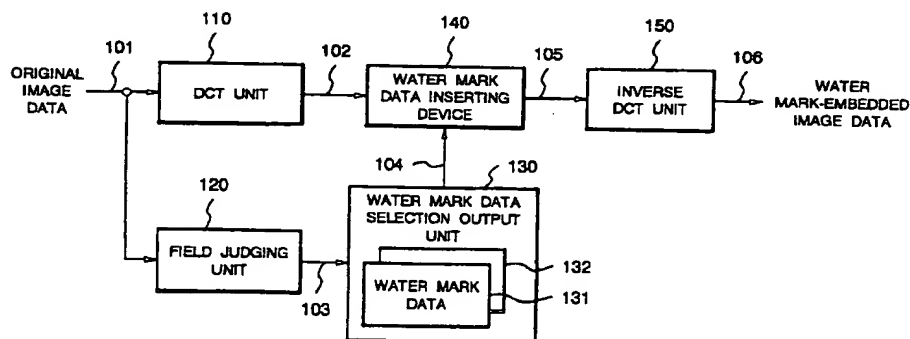 110
140
150
101
102
105
106
ORIGINAL
IMAGE
DATA
DCT UNIT
WATER MARK
DATA INSERTING
DEVICE
INVERSE
DCT UNIT
WATER
MARK-EMBEDDED
IMAGE DATA
104
130
120
WATER MARK DATA
SELECTION OUTPUT
UNIT
FIELD JUDGING
UNIT
103
132
WATER MARK
DATA
131